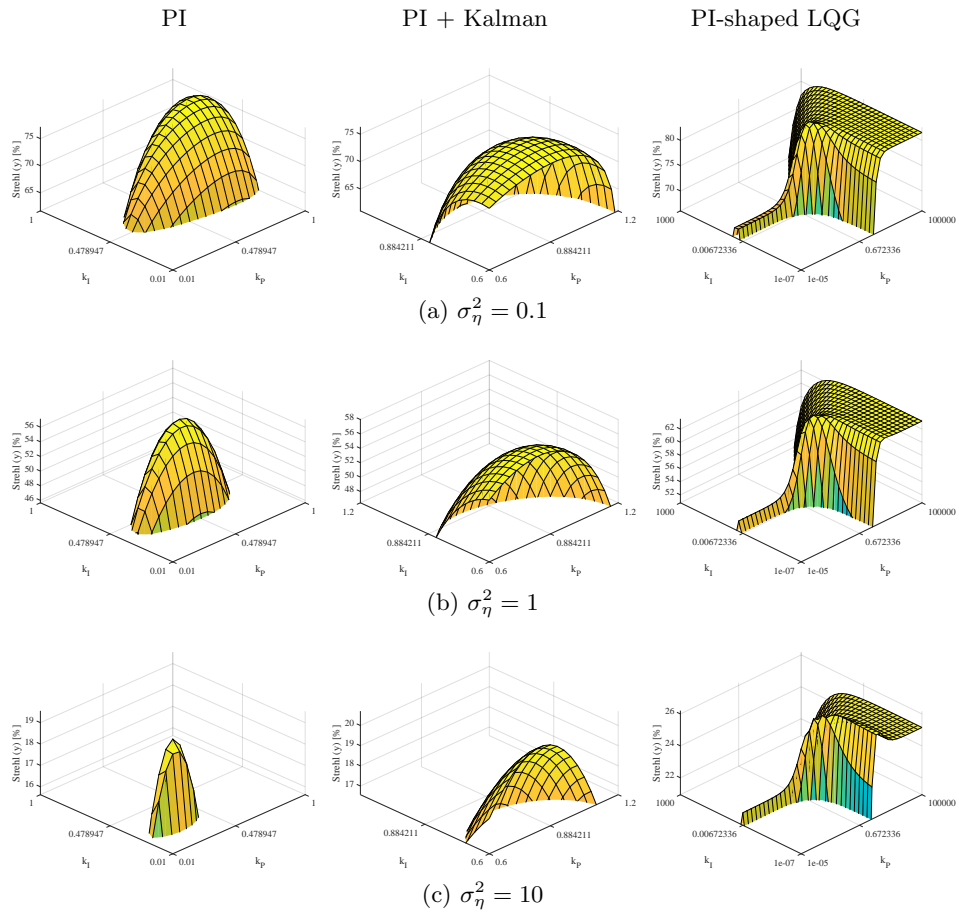 PI PI + Kalman PI-shaped LQG
Strehl (y) [%] 75 70 65 1 0.478947 0.01 k_I 0.01 0.478947 1 k_P
Strehl (y) [%] 75 70 65 0.884211 0.6 k_I 0.6 0.884211 1.2 k_P
Strehl (y) [%] 80 75 70 1000 0.00672336 1e-07 k_I 1e-05 0.672336 100000 k_P
(a) σ_η^2 = 0.1
Strehl (y) [%] 56 54 52 50 48 46 1 0.478947 0.01 k_I 0.01 0.478947 1 k_P
Strehl (y) [%] 58 56 54 52 50 48 1.2 0.884211 0.6 k_I 0.6 0.884211 1.2 k_P
Strehl (y) [%] 62 60 58 56 54 52 1000 0.00672336 1e-07 k_I 1e-05 0.672336 100000 k_P
(b) σ_η^2 = 1
Strehl (y) [%] 19 18 17 16 1 0.478947 0.01 k_I 0.01 0.478947 1 k_P
Strehl (y) [%] 20 19 18 17 0.884211 0.6 k_I 0.6 0.884211 1.2 k_P
Strehl (y) [%] 26 24 22 1000 0.00672336 1e-07 k_I 1e-05 0.672336 100000 k_P
(c) σ_η^2 = 10